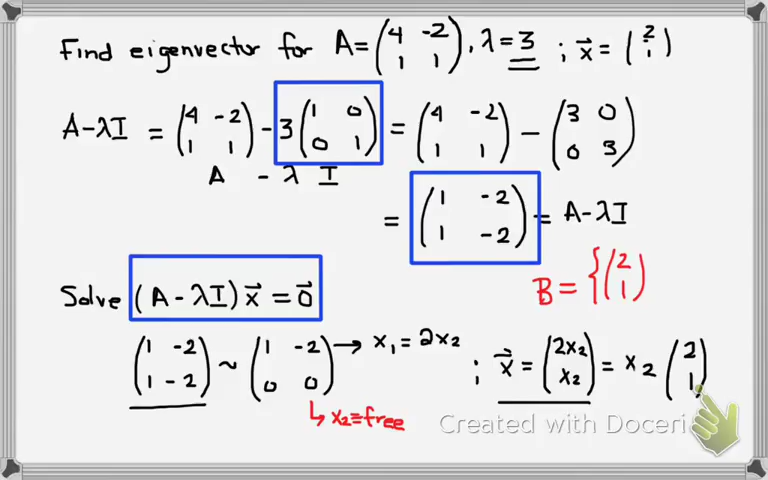 Find eigenvector for A = (4 -2; 1 1), λ = 3 ; x⃗ = (2; 1)
A-λI = (4 -2; 1 1) - 3 (1 0; 0 1) = (4 -2; 1 1) - (3 0; 0 3)
A - λ I
= (1 -2; 1 -2) = A-λI
B = {(2; 1)
Solve (A-λI) x⃗ = 0⃗
(1 -2; 1 -2) ~ (1 -2; 0 0) → x₁ = 2x₂ ; x⃗ = (2x₂; x₂) = x₂ (2; 1)
↳ x₂=free
Created with Doceri